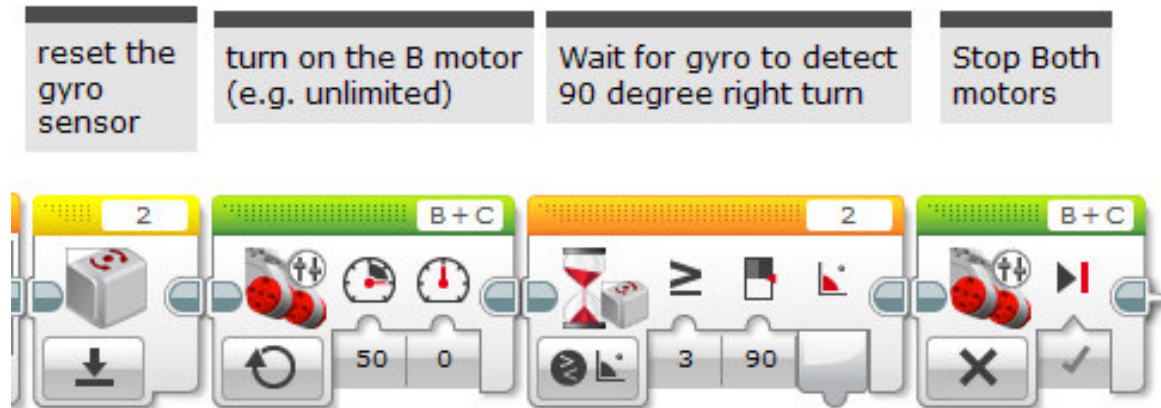 reset the
gyro
sensor
turn on the B motor
(e.g. unlimited)
Wait for gyro to detect
90 degree right turn
Stop Both
motors
2
B + C
2
B + C
50 0
≥
3 90